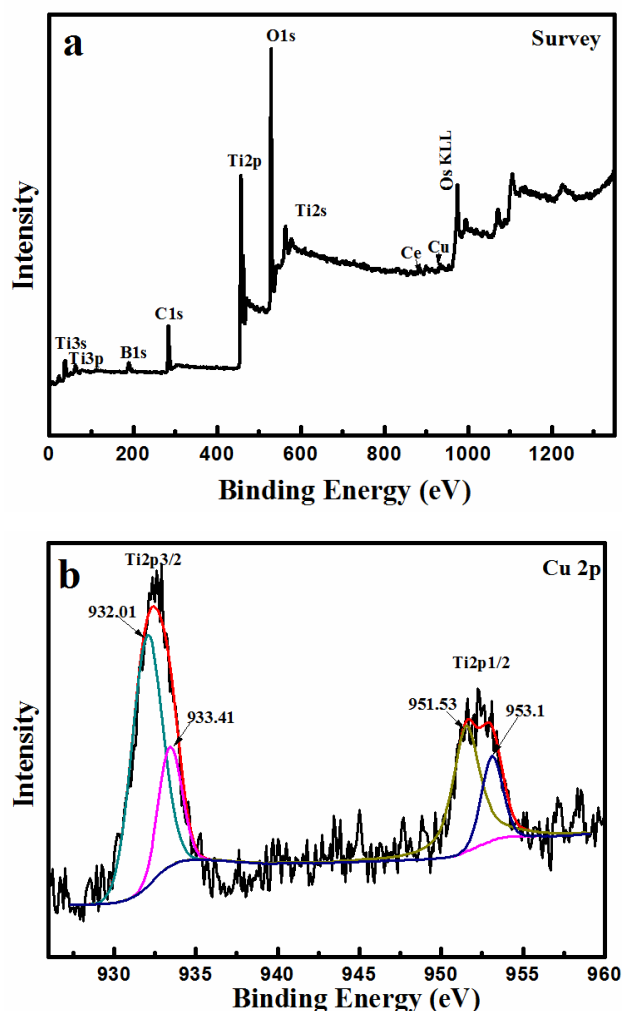 a
Survey
O1s
Ti2p
Ti2s
Os KLL
Ce
Cu
C1s
Ti3s
Ti3p
B1s
Intensity
0 200 400 600 800 1000 1200
Binding Energy (eV)
b
Ti2p3/2
Cu 2p
932.01
933.41
Ti2p1/2
951.53
953.1
Intensity
930 935 940 945 950 955 960
Binding Energy (eV)